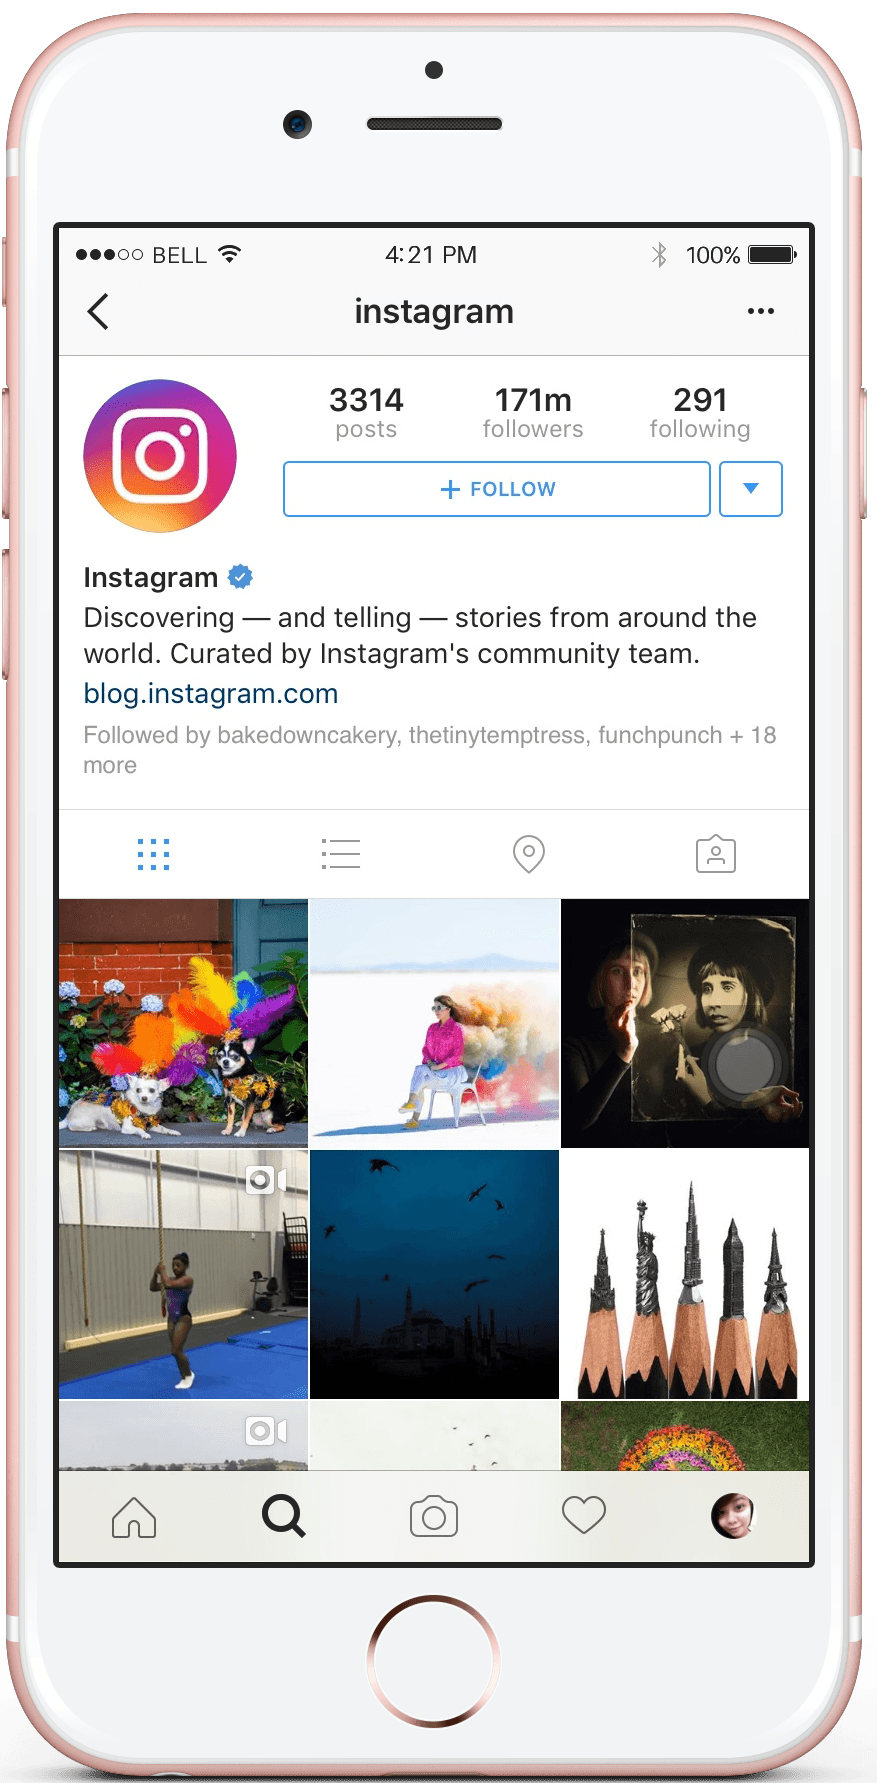 BELL 4:21 PM 100%
instagram
3314 171m 291
posts followers following
+ FOLLOW
Instagram
Discovering — and telling — stories from around the
world. Curated by Instagram's community team.
blog.instagram.com
Followed by bakedowncakery, thetinytemptress, funchpunch + 18
more